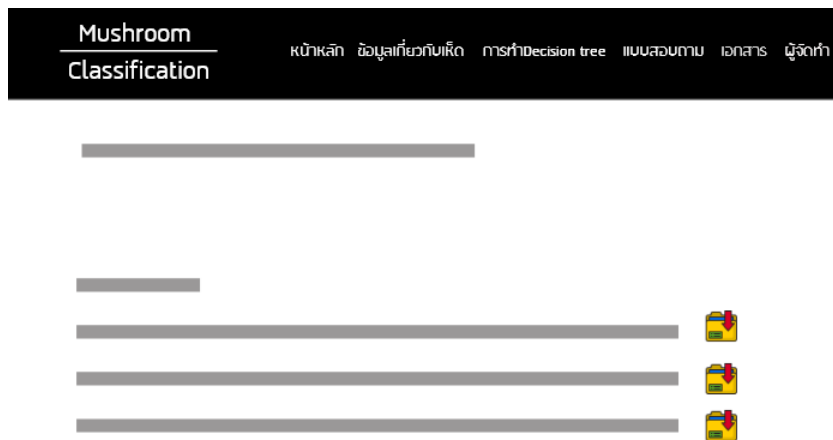 Mushroom
Classification
หน้าหลัก ข้อมูลเกี่ยวกับเห็ด การทำDecision tree แบบสอบถาม เอกสาร ผู้จัดทำ